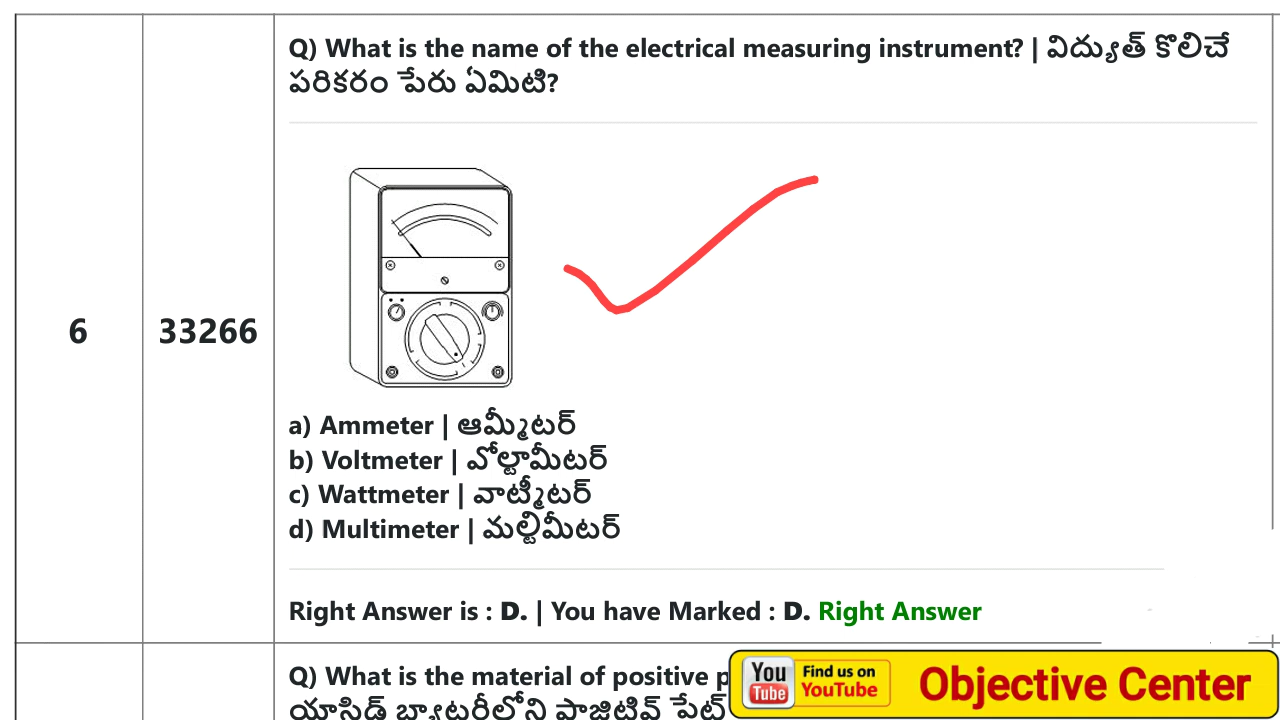 Q) What is the name of the electrical measuring instrument? | విద్యుత్ కొలిచే
పరికరం పేరు ఏమిటి?
6
33266
a) Ammeter | ఆమ్మీటర్
b) Voltmeter | వోల్టామీటర్
c) Wattmeter | వాట్మీటర్
d) Multimeter | మల్టిమీటర్
Right Answer is : D. | You have Marked : D. Right Answer
Q) What is the material of positive p
యాసిడ్ బ్యాటరీలోని పాజిటివ్ పేట్
You
Tube
Find us on
YouTube
Objective Center